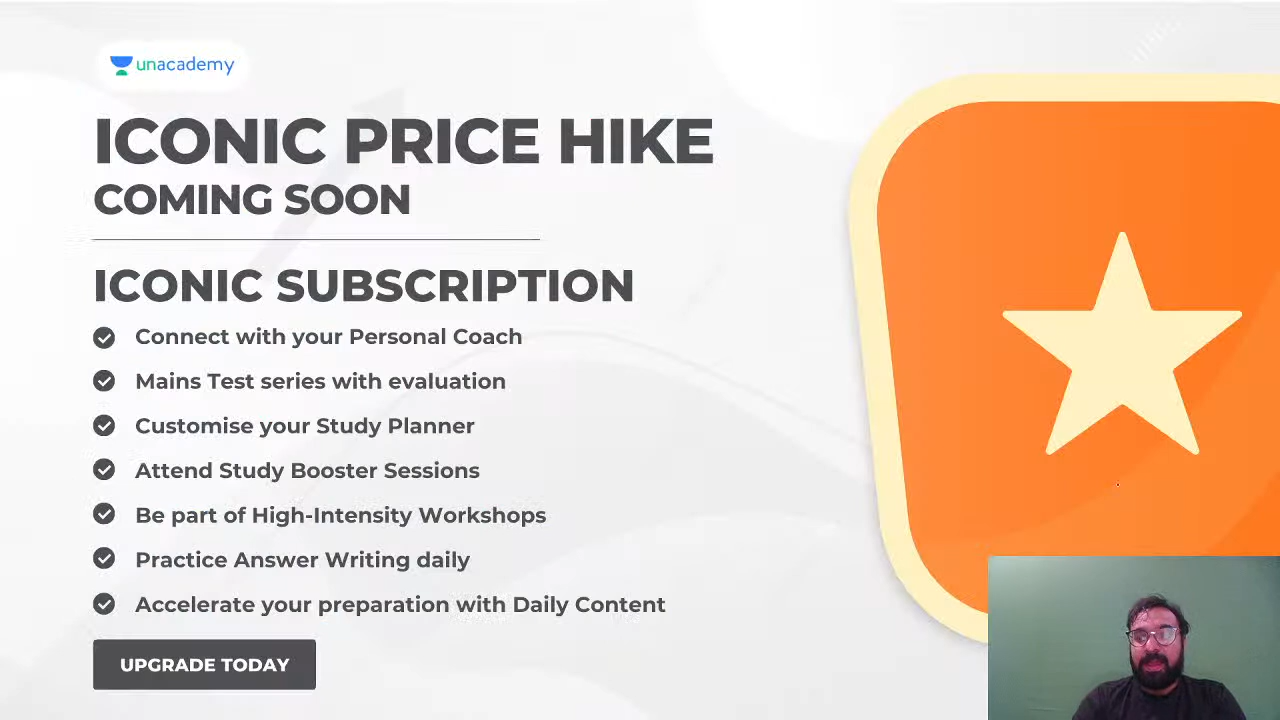 unacademy
ICONIC PRICE HIKE
COMING SOON
ICONIC SUBSCRIPTION
Connect with your Personal Coach
Mains Test series with evaluation
Customise your Study Planner
Attend Study Booster Sessions
Be part of High-Intensity Workshops
Practice Answer Writing daily
Accelerate your preparation with Daily Content
UPGRADE TODAY